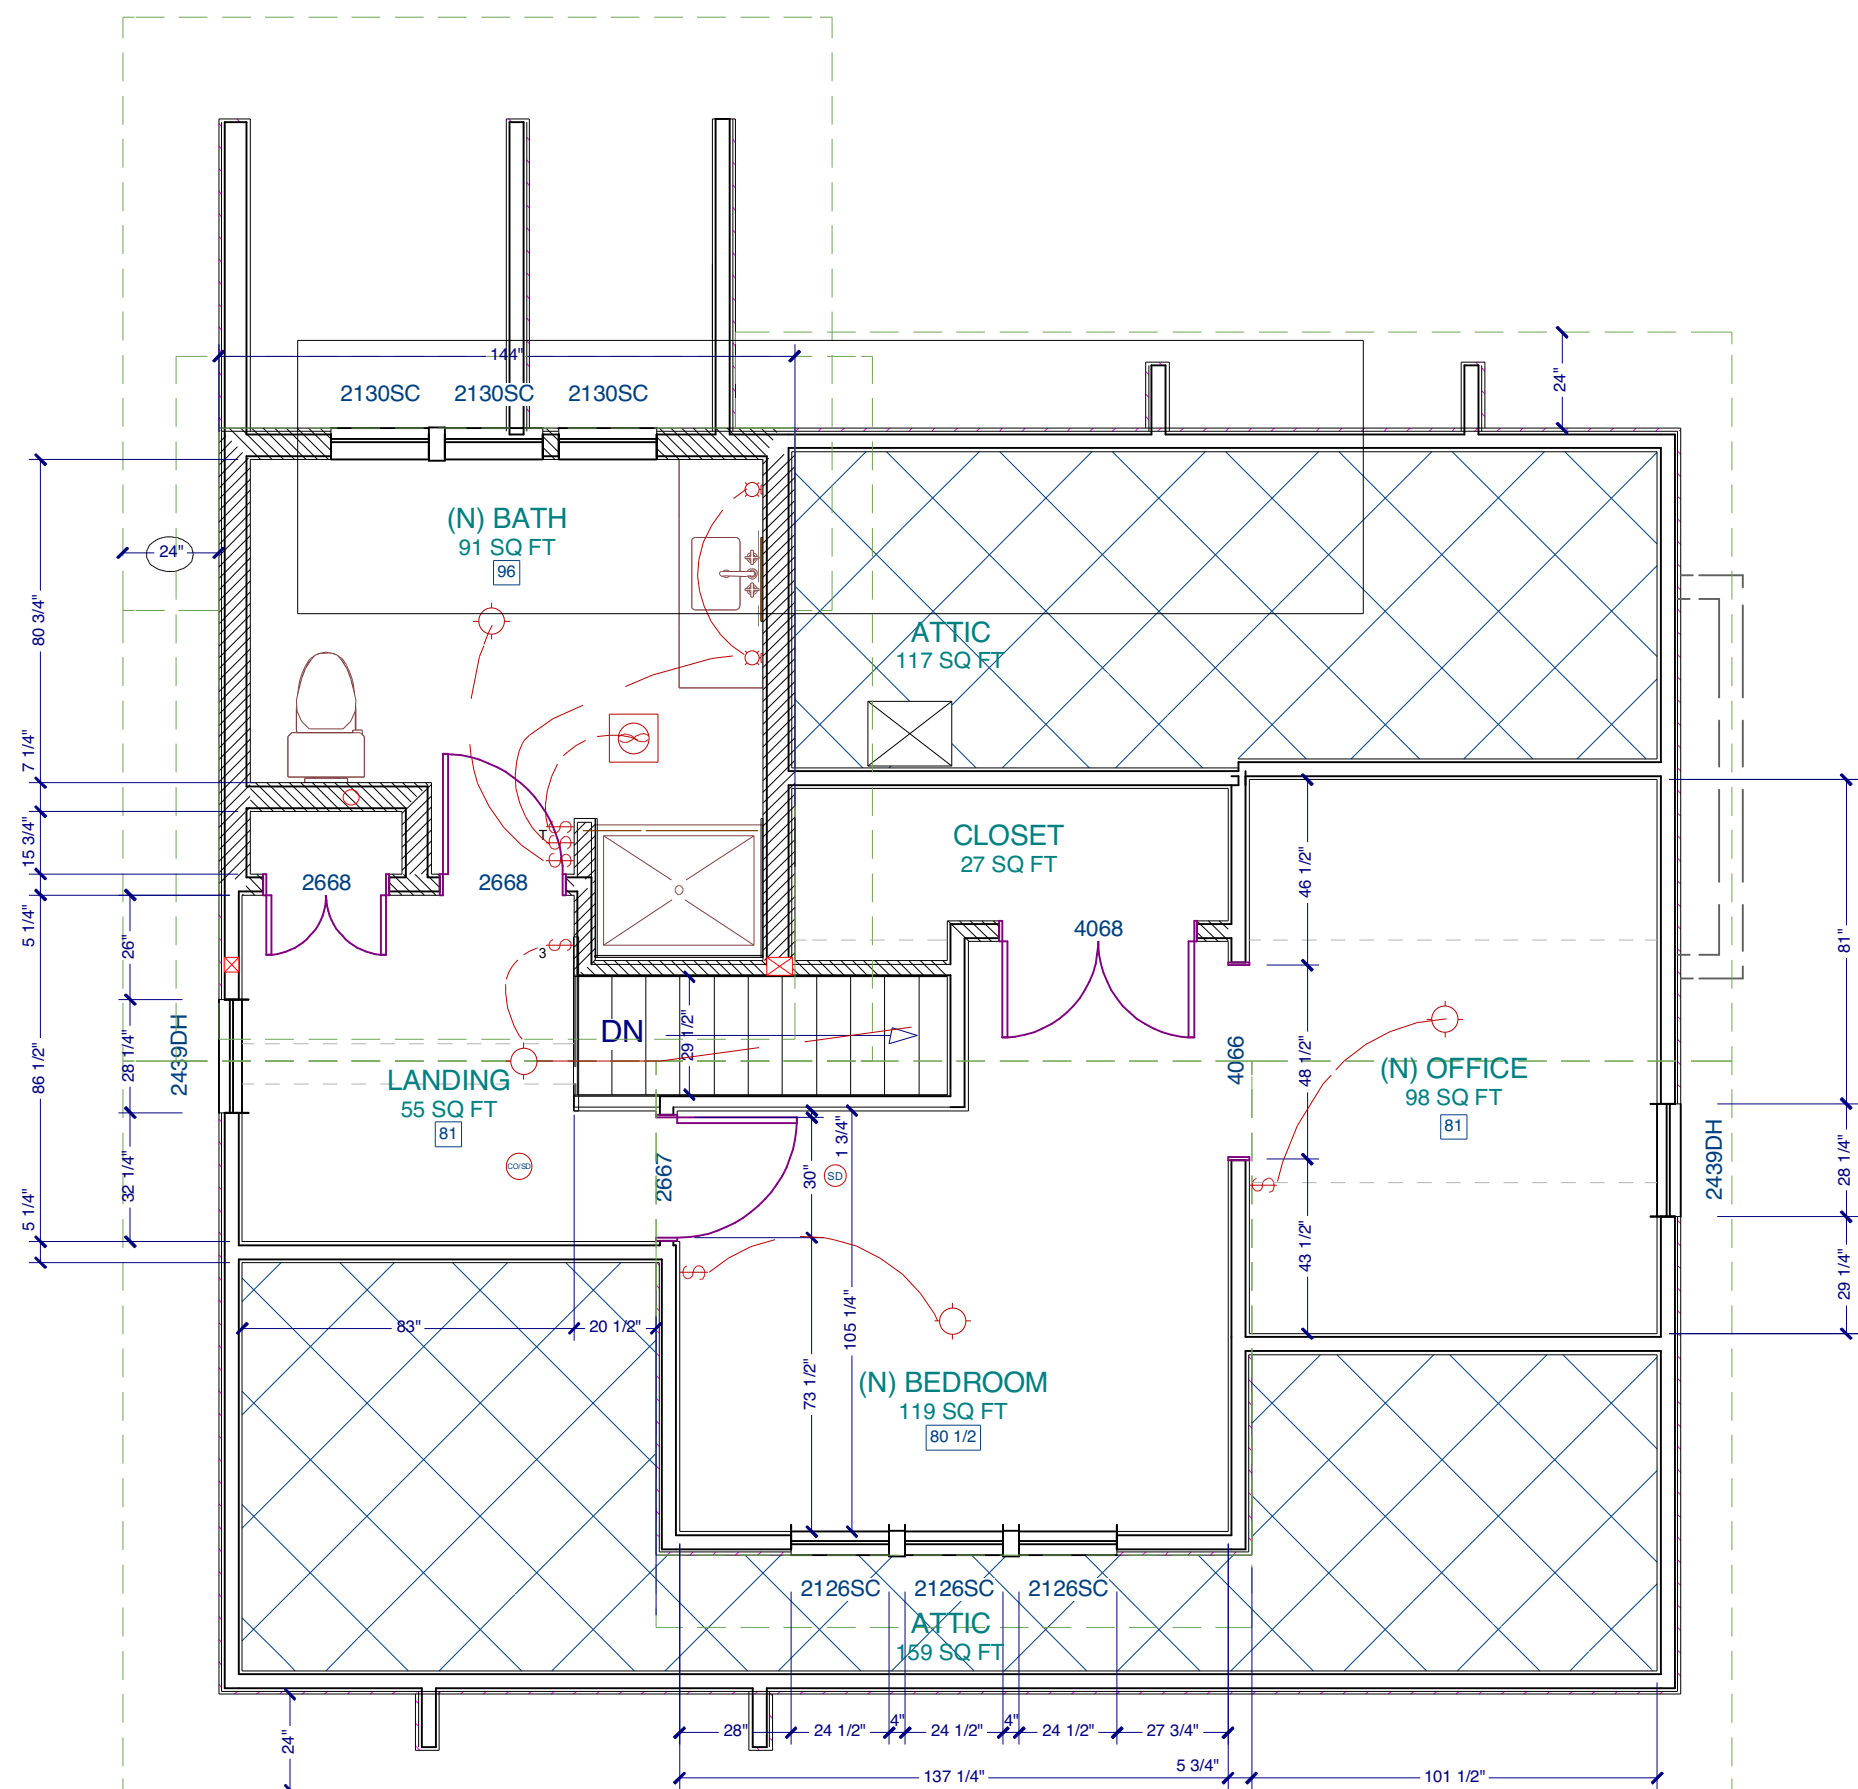 144"
24"
2130SC 2130SC 2130SC
(N) BATH
91 SQ FT
96
24"
80 3/4"
ATTIC
117 SQ FT
7 1/4"
15 3/4"
5 1/4"
T
CLOSET
27 SQ FT
2668
2668
4068
46 1/2"
81"
26"
3
DN
29 1/2"
2439DH
28 1/4"
86 1/2"
LANDING
55 SQ FT
81
4066
48 1/2"
(N) OFFICE
98 SQ FT
81
2439DH
28 1/4"
1 3/4"
CO/SD
2667
30"
SD
32 1/4"
5 1/4"
43 1/2"
29 1/4"
83"
20 1/2"
105 1/4"
73 1/2"
(N) BEDROOM
119 SQ FT
80 1/2
2126SC 2126SC 2126SC
ATTIC
159 SQ FT
24"
28" 24 1/2" 4" 24 1/2" 4" 24 1/2" 27 3/4"
137 1/4" 5 3/4" 101 1/2"